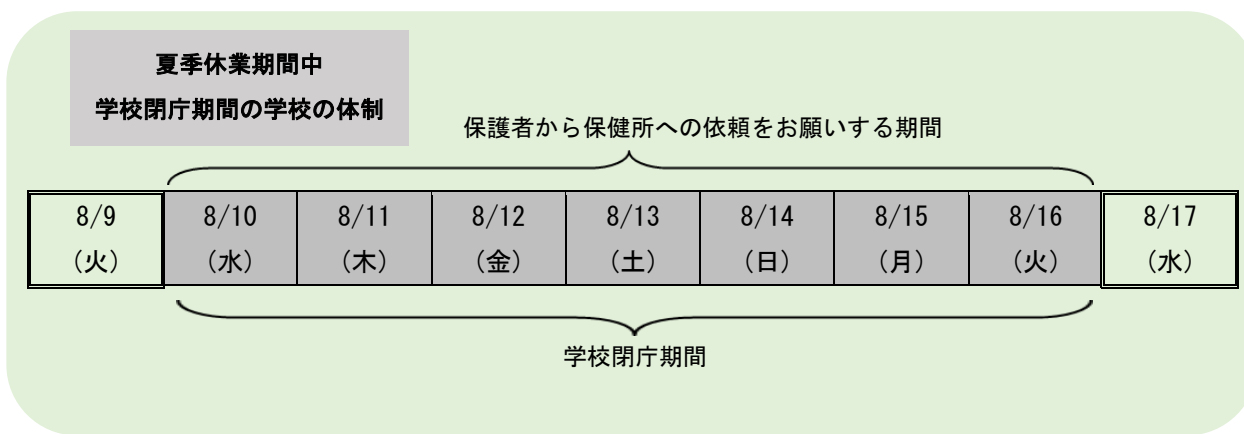 夏季休業期間中
学校閉庁期間の学校の体制
保護者から保健所への依頼をお願いする期間
8/9 8/10 8/11 8/12 8/13 8/14 8/15 8/16 8/17
（火） （水） （木） （金） （土） （日） （月） （火） （水）
学校閉庁期間